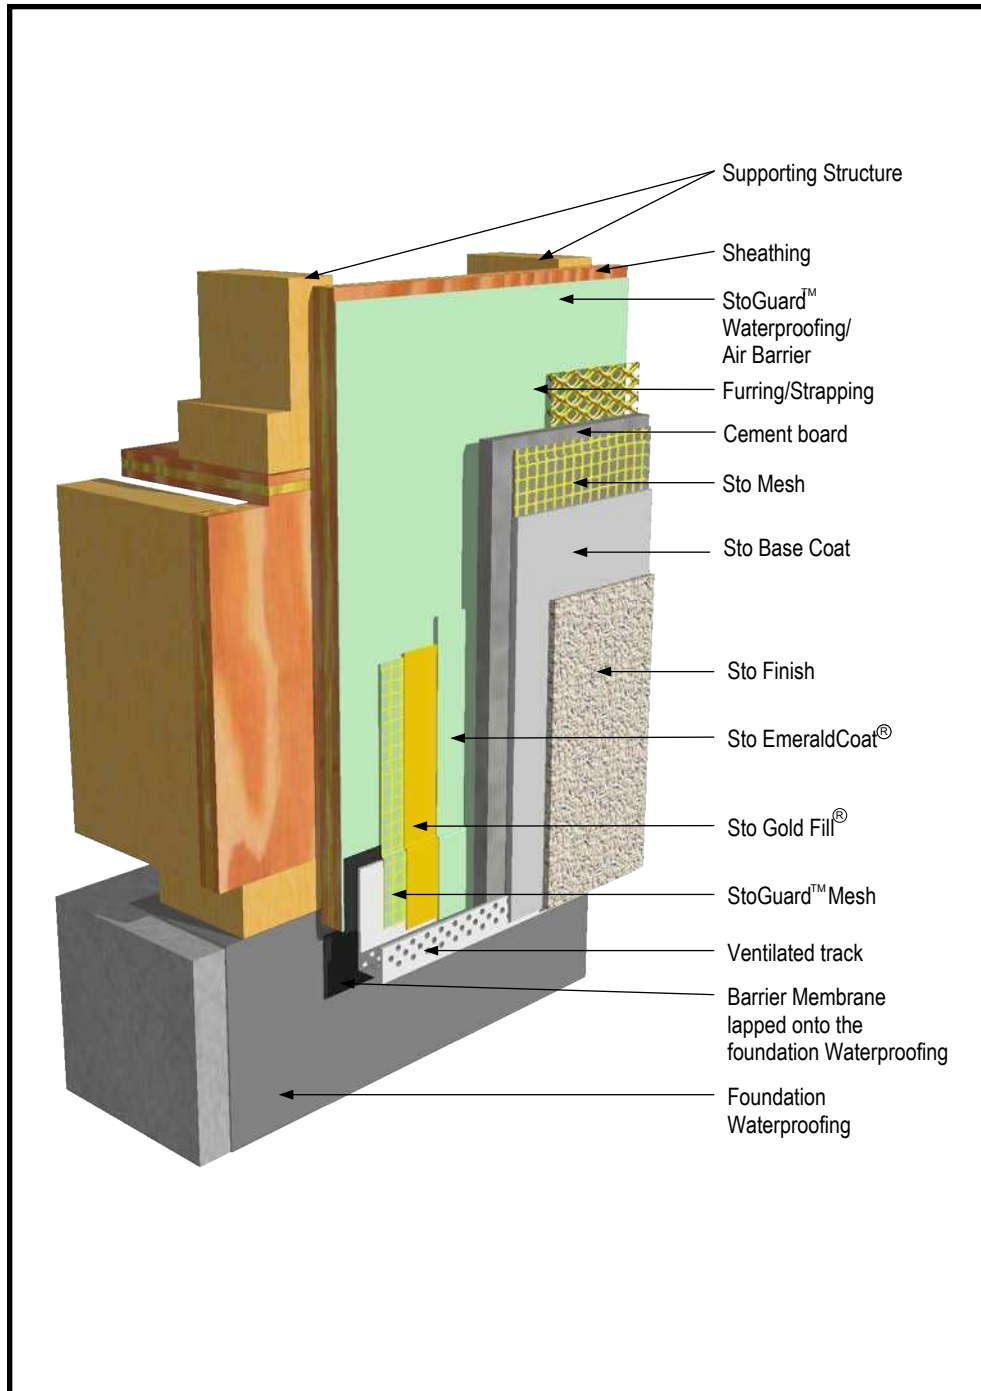 Supporting Structure
Sheathing
StoGuard™
Waterproofing/
Air Barrier
Furring/Strapping
Cement board
Sto Mesh
Sto Base Coat
Sto Finish
Sto EmeraldCoat®
Sto Gold Fill®
StoGuard™ Mesh
Ventilated track
Barrier Membrane
lapped onto the
foundation Waterproofing
Foundation
Waterproofing